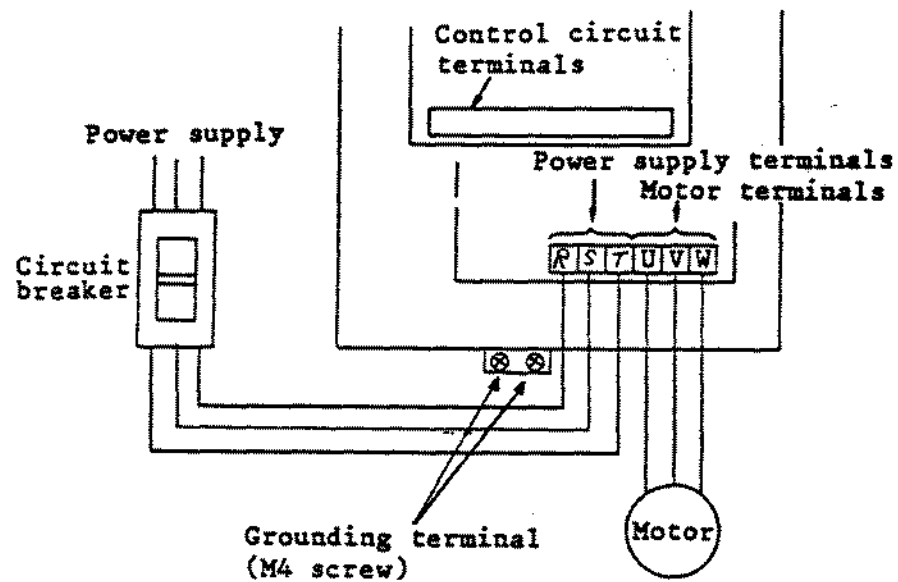 Control circuit
terminals
Power supply
Power supply terminals
Motor terminals
R S T U V W
Circuit
breaker
Grounding terminal
(M4 screw)
Motor